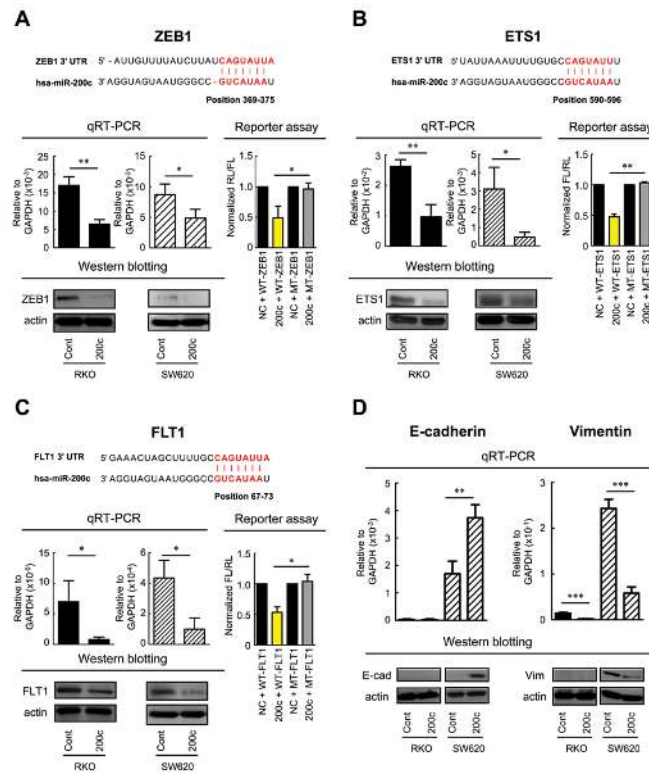 A
ZEB1
ZEB1 3' UTR 5'-AUUGUUUUAUCUUAUCAGUAUUA
hsa-miR-200c 3'AGGUAGUAAUGGGCC-GUCAUAAU
Position 369-375
qRT-PCR
Reporter assay
Relative to GAPDH (x10⁻³)
20
15
10
5
0
**
Relative to GAPDH (x10⁻³)
15
10
5
0
*
Normalized RL/FL
1.5
1.0
0.5
0
*
NC + WT-ZEB1
200c + WT-ZEB1
NC + MT-ZEB1
200c + MT-ZEB1
Western blotting
ZEB1
actin
Cont
200c
Cont
200c
RKO
SW620
B
ETS1
ETS1 3' UTR 5'UAUUAAAUUUGUGCCAGUAUUU
hsa-miR-200c 3'AGGUAGUAAUGGGCCGUCAUAAU
Position 590-596
qRT-PCR
Reporter assay
Relative to GAPDH (x10⁻²)
3
2
1
0
**
Relative to GAPDH (x10⁻³)
*
Normalized FL/RL
1.5
1.0
0.5
0
**
NC + WT-ETS1
200c + WT-ETS1
NC + MT-ETS1
200c + MT-ETS1
Western blotting
ETS1
actin
Cont
200c
Cont
200c
RKO
SW620
C
FLT1
FLT1 3' UTR 5'GAAACUAGCUUUUGCCAGUAUUA
hsa-miR-200c 3'AGGUAGUAAUGGGCCGUCAUAAU
Position 67-73
qRT-PCR
Reporter assay
Relative to GAPDH (x10⁻⁵)
15
10
5
0
*
Relative to GAPDH (x10⁻⁴)
6
4
2
0
*
Normalized FL/RL
1.5
1.0
0.5
0
*
NC + WT-FLT1
200c + WT-FLT1
NC + MT-FLT1
200c + MT-FLT1
Western blotting
FLT1
actin
Cont
200c
Cont
200c
RKO
SW620
D
E-cadherin
Vimentin
qRT-PCR
Relative to GAPDH (x10⁻²)
5
4
3
2
1
0
**
Relative to GAPDH (x10⁻¹)
3
2
1
0
***
***
Western blotting
E-cad
actin
Cont
200c
Cont
200c
RKO
SW620
Vim
actin
Cont
200c
Cont
200c
RKO
SW620